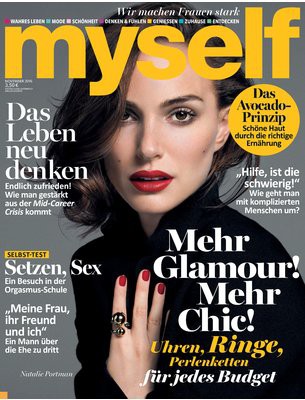 Wir machen Frauen stark
WAHRES LEBEN MODE SCHÖNHEIT DENKEN & FÜHLEN GENIESSEN ZUHAUSE ENTDECKEN
myself
NOVEMBER 2016
3,50 €
Das
Leben
neu
denken
Endlich zufrieden!
Wie man gestärkt
aus der Mid-Career
Crisis kommt
SELBST-TEST
Setzen, Sex
Ein Besuch in der
Orgasmus-Schule
„Meine Frau,
ihr Freund
und ich“
Ein Mann über
die Ehe zu dritt
Natalie Portman
Das
Avocado-
Prinzip
Schöne Haut
durch die richtige
Ernährung
„Hilfe, ist die
schwierig!“
Wie geht man
mit komplizierten
Menschen um?
Mehr
Glamour!
Mehr
Chic!
Uhren, Ringe,
Perlenketten
für jedes Budget